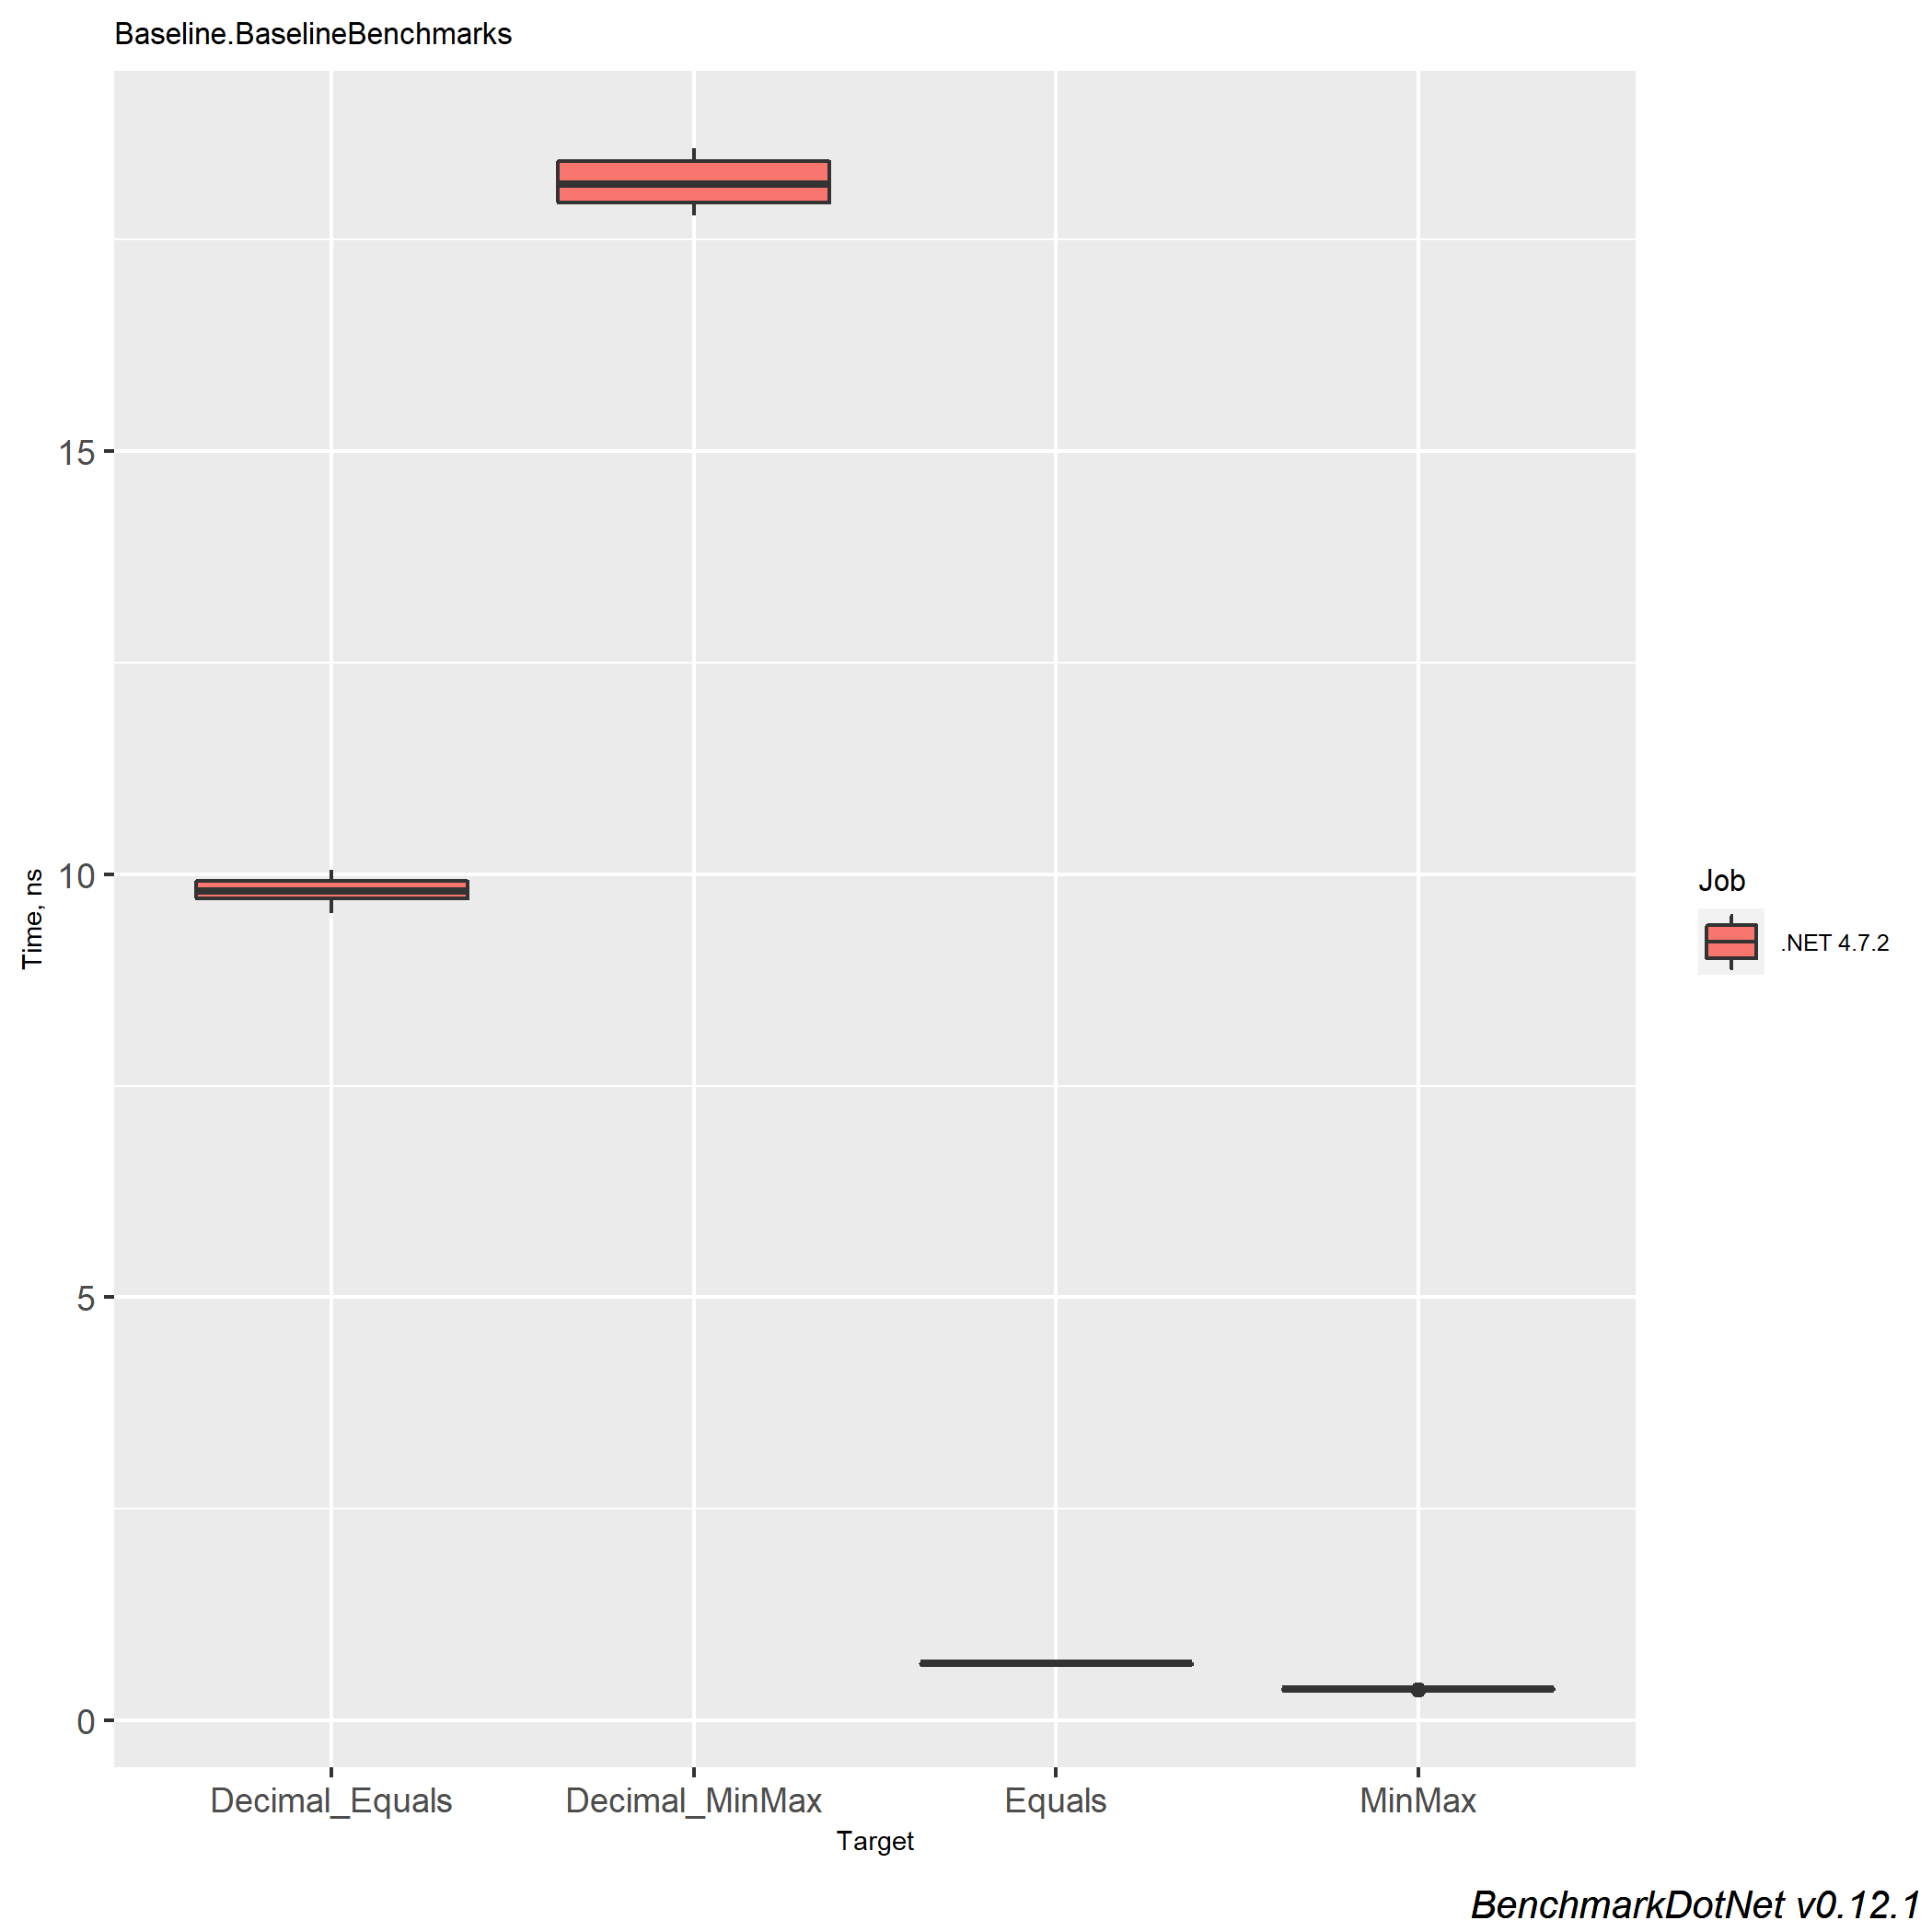 Baseline.BaselineBenchmarks
15
10
5
0
Time, ns
Decimal_Equals
Decimal_MinMax
Equals
MinMax
Target
Job
.NET 4.7.2
BenchmarkDotNet v0.12.1